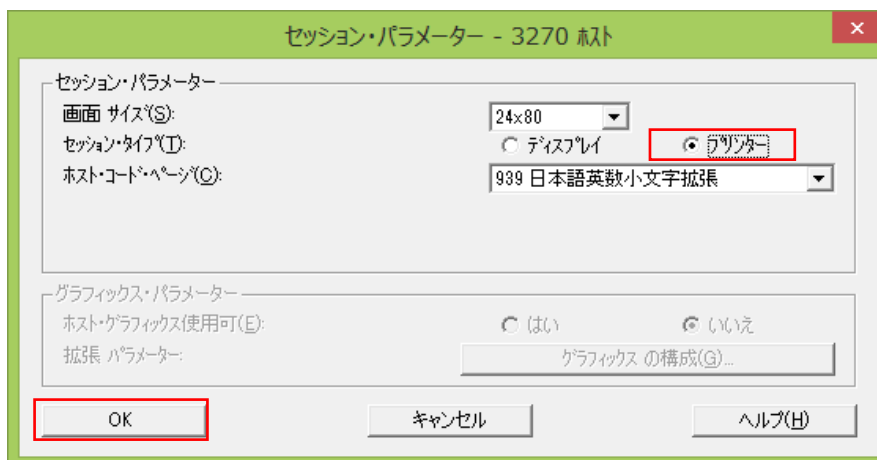 セッション・パラメーター - 3270 ﾎｽﾄ
セッション・パラメーター
画面 サイズ(S):
24×80
セッション・タイプ(T):
ディスプレイ
プリンター
ホスト・コード・ページ(C):
939 日本語英数小文字拡張
グラフィックス・パラメーター
ホスト・グラフィックス使用可(E):
はい
いいえ
拡張 パラメーター:
グラフィックス の構成(G)...
OK
キャンセル
ヘルプ(H)